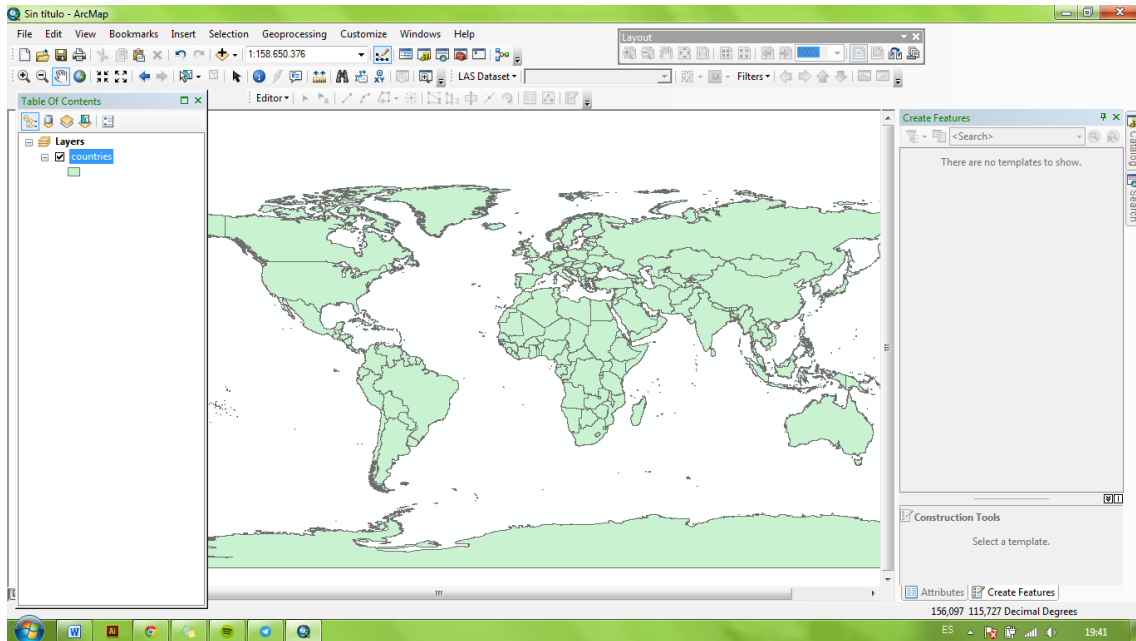 Sin título - ArcMap
File Edit View Bookmarks Insert Selection Geoprocessing Customize Windows Help
Layout
1:158.650.376
100%
LAS Dataset
Filters
Editor
Table Of Contents
Layers
countries
Create Features
<Search>
There are no templates to show.
Catalog
Search
Construction Tools
Select a template.
Attributes Create Features
156,097 115,727 Decimal Degrees
W Ai ES 19:41